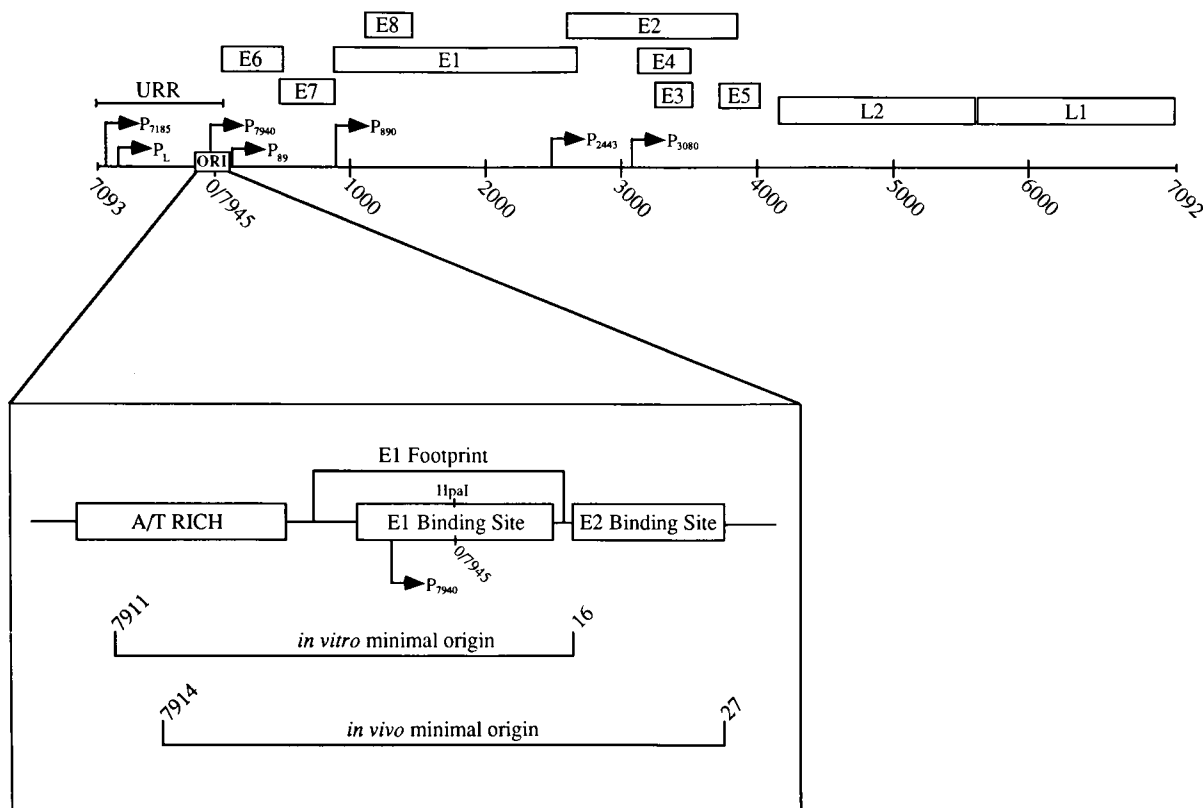 E8
E2
E6
E1
E4
E7
E3
E5
URR
L2
L1
P7185
P7940
P890
PL
P89
P2443
P3080
ORI
7093
0/7945
1000
2000
3000
4000
5000
6000
7092
E1 Footprint
HpaI
A/T RICH
E1 Binding Site
E2 Binding Site
0/7945
P7940
7911
16
in vitro minimal origin
7914
27
in vivo minimal origin